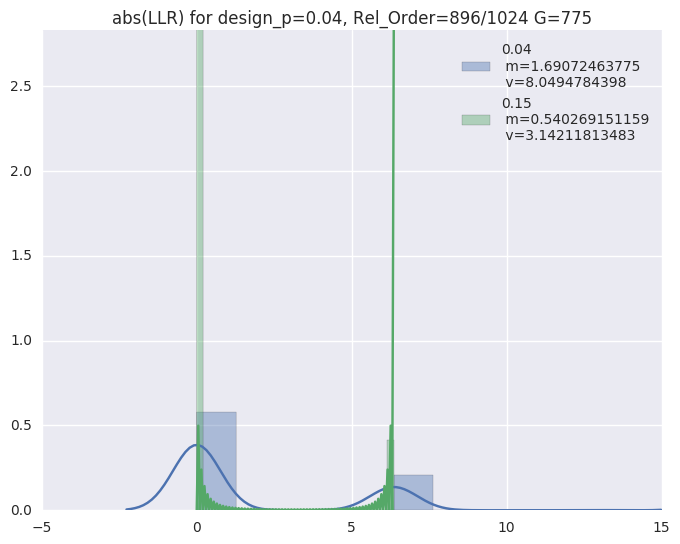 abs(LLR) for design_p=0.04, Rel_Order=896/1024 G=775
0.04
m=1.69072463775
v=8.0494784398
0.15
m=0.540269151159
v=3.14211813483
2.5
2.0
1.5
1.0
0.5
0.0
−5
0
5
10
15